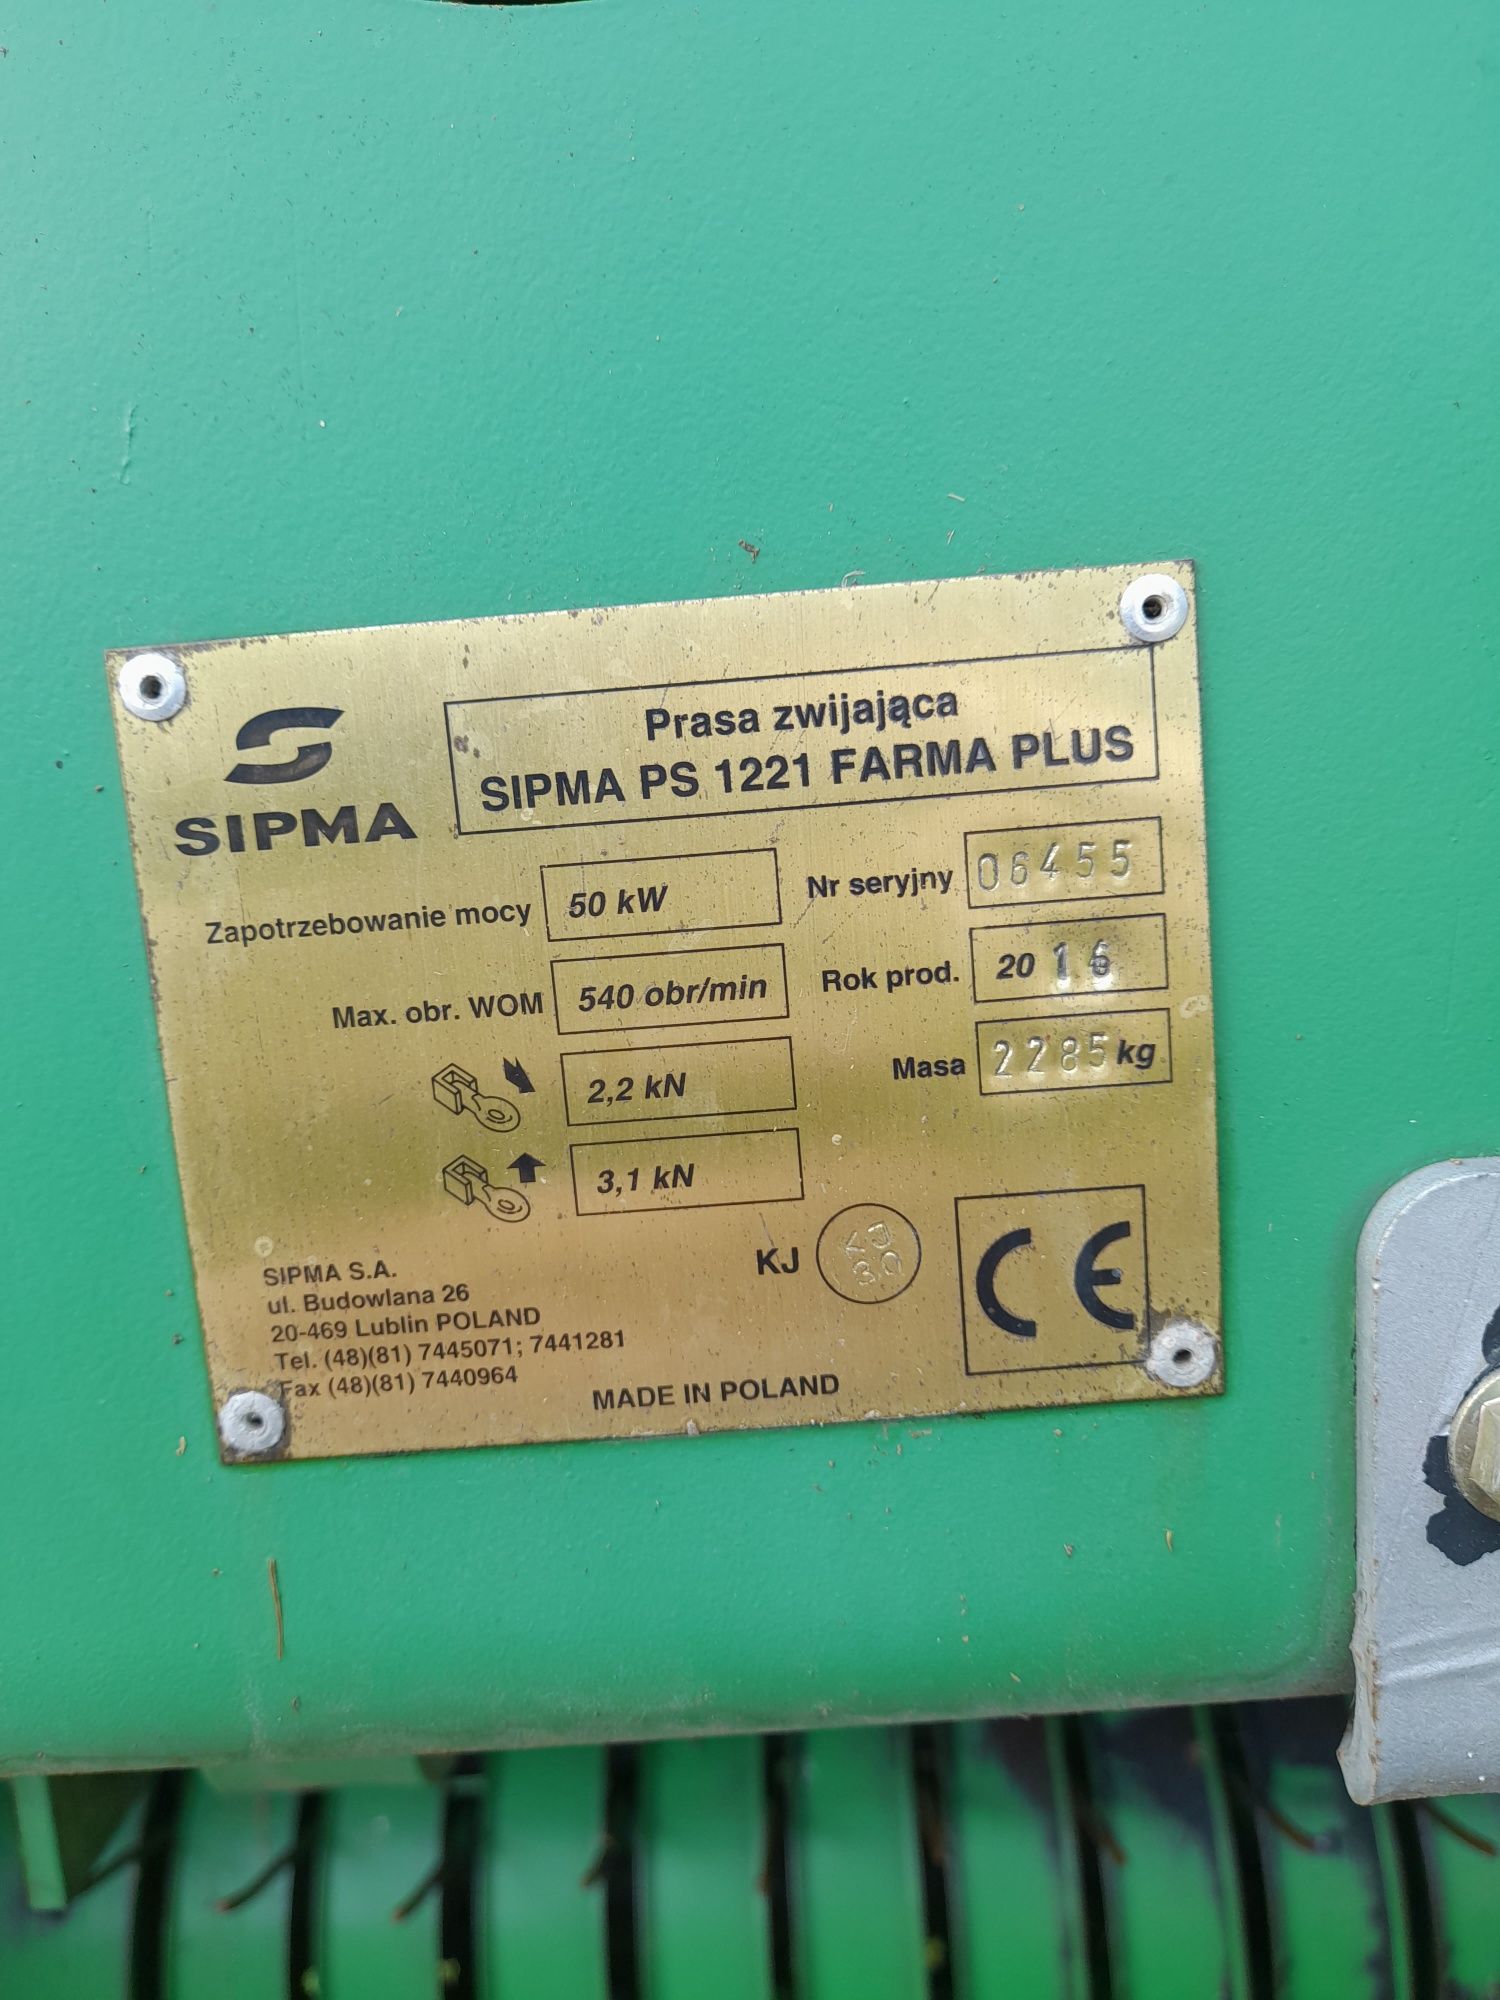 SIPMA
Prasa zwijająca
SIPMA PS 1221 FARMA PLUS
Zapotrzebowanie mocy 50 kW
Nr seryjny 06455
Max. obr. WOM 540 obr/min
Rok prod. 2016
2,2 kN
Masa 2285 kg
3,1 kN
KJ
CE
SIPMA S.A.
ul. Budowlana 26
20-469 Lublin POLAND
Tel. (48)(81) 7445071; 7441281
Fax (48)(81) 7440964
MADE IN POLAND